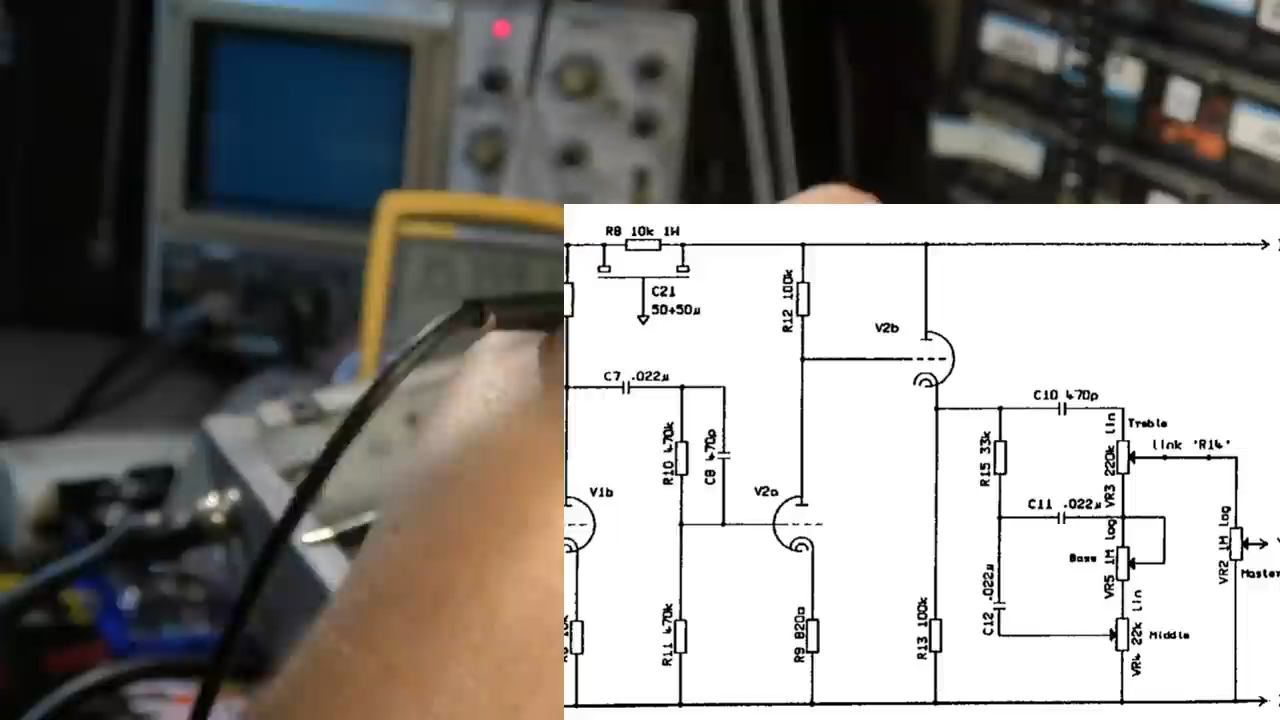 R8 10k 1W
C21
50+50µ
R12 100k
V2b
C7 .022µ
C10 470p
Treble
lin
VR3 220k
link 'R14'
R10 470k
C8 470p
R15 33k
V1b
V2a
C11 .022µ
VR5 1M log
Bass
VR2 1M log
Master
C12 .022µ
R11 470k
R9 820Ω
R13 100k
VR4 22k lin
Middle